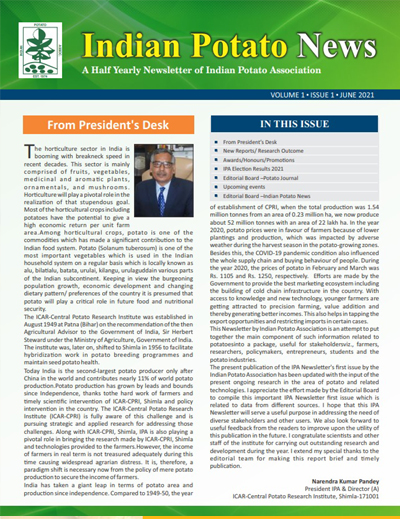 POTATO
INDIAN
EST. 1974
Indian Potato News
A Half Yearly Newsletter of Indian Potato Association
VOLUME 1 • ISSUE 1 • JUNE 2021
From President's Desk
The horticulture sector in India is
booming with breakneck speed in
recent decades. This sector is mainly
comprised of fruits, vegetables,
medicinal and aromatic plants,
ornamentals, and mushrooms.
Horticulture will play a pivotal role in the
realization of that stupendous goal.
Most of the horticultural crops including
potatoes have the potential to give a
high economic return per unit farm
area.Among horticultural crops, potato is one of the
commodities which has made a significant contribution to the
Indian food system. Potato (Solanum tuberosum) is one of the
most important vegetables which is used in the Indian
household system on a regular basis which is locally known as
alu, bilatialu, batata, urulai, kilangu, urulagaddain various parts
of the Indian subcontinent. Keeping in view the burgeoning
population growth, economic development and changing
dietary pattern/ preferences of the country it is presumed that
potato will play a critical role in future food and nutritional
security.
The ICAR-Central Potato Research Institute was established in
August 1949 at Patna (Bihar) on the recommendation of the then
Agricultural Advisor to the Government of India, Sir Herbert
Steward under the Ministry of Agriculture, Government of India.
The institute was, later on, shifted to Shimla in 1956 to facilitate
hybridization work in potato breeding programmes and
maintain seed potato health.
Today India is the second-largest potato producer only after
China in the world and contributes nearly 11% of world potato
production.Potato production has grown by leads and bounds
since Independence, thanks tothe hard work of farmers and
timely scientific intervention of ICAR-CPRI, Shimla and policy
intervention in the country. The ICAR-Central Potato Research
Institute (ICAR-CPRI) is fully aware of this challenge and is
pursuing strategic and applied research for addressing those
challenges. Along with ICAR-CPRI, Shimla, IPA is also playing a
pivotal role in bringing the research made by ICAR-CPRI, Shimla
and technologies provided to the farmers.However, the income
of farmers in real term is not treasured adequately during this
time causing widespread agrarian distress. It is, therefore, a
paradigm shift is necessary now from the policy of mere potato
production to secure the income of farmers.
India has taken a giant leap in terms of potato area and
production since independence. Compared to 1949-50, the year
IN THIS ISSUE
From President's Desk
New Reports/ Research Outcome
Awards/Honours/Promotions
IPA Election Results 2021
Editorial Board –Potato Journal
Upcoming events
Editorial Board –Indian Potato News
of establishment of CPRI, when the total production was 1.54
million tonnes from an area of 0.23 million ha, we now produce
about 52 million tonnes with an area of 22 lakh ha. In the year
2020, potato prices were in favour of farmers because of lower
plantings and production, which was impacted by adverse
weather during the harvest season in the potato-growing zones.
Besides this, the COVID-19 pandemic condition also influenced
the whole supply chain and buying behaviour of people. During
the year 2020, the prices of potato in February and March was
Rs. 1105 and Rs. 1250, respectively. Efforts are made by the
Government to provide the best marketing ecosystem including
the building of cold chain infrastructure in the country. With
access to knowledge and new technology, younger farmers are
getting attracted to precision farming, value addition and
thereby generating better incomes. This also helps in tapping the
export opportunities and restricting imports in certain cases.
This Newsletter by Indian Potato Association is an attempt to put
together the main component of such information related to
potatoesinto a package, useful for stakeholdersviz., farmers,
researchers, policymakers, entrepreneurs, students and the
potato industries.
The present publication of the IPA Newsletter's first issue by the
Indian Potato Association has been updated with the input of the
present ongoing research in the area of potato and related
technologies. I appreciate the effort made by the Editorial Board
to compile this important IPA Newsletter first issue which is
related to data from different sources. I hope that this IPA
Newsletter will serve a useful purpose in addressing the need of
diverse stakeholders and other users. We also look forward to
useful feedback from the readers to improve upon the utility of
this publication in the future. I congratulate scientists and other
staff of the institute for carrying out outstanding research and
development during the year. I extend my special thanks to the
editorial team for making this report brief and timely
publication.
Narendra Kumar Pandey
President IPA & Director (A)
ICAR-Central Potato Research Institute, Shimla-171001